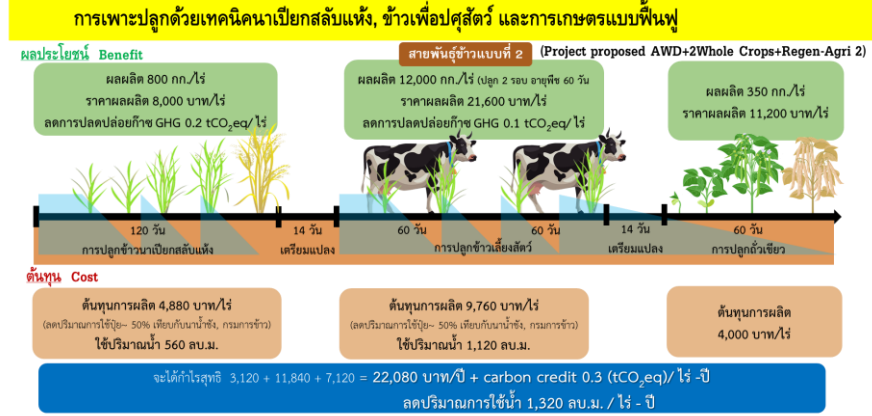 การเพาะปลูกด้วยเทคนิคนาเปียกสลับแห้ง, ข้าวเพื่อปศุสัตว์ และการเกษตรแบบฟื้นฟู
ผลประโยชน์ Benefit
สายพันธุ์ข้าวแบบที่ 2
(Project proposed AWD+2Whole Crops+Regen-Agri 2)
ผลผลิต 800 กก./ไร่
ราคาผลผลิต 8,000 บาท/ไร่
ลดการปลดปล่อยก๊าซ GHG 0.2 tCO₂eq/ ไร่
ผลผลิต 12,000 กก./ไร่ (ปลูก 2 รอบ อายุพืช 60 วัน
ราคาผลผลิต 21,600 บาท/ไร่
ลดการปลดปล่อยก๊าซ GHG 0.1 tCO₂eq/ ไร่
ผลผลิต 350 กก./ไร่
ราคาผลผลิต 11,200 บาท/ไร่
120 วัน
การปลูกข้าวนาเปียกสลับแห้ง
14 วัน
เตรียมแปลง
60 วัน
60 วัน
การปลูกข้าวเลี้ยงสัตว์
14 วัน
เตรียมแปลง
60 วัน
การปลูกถั่วเขียว
ต้นทุน Cost
ต้นทุนการผลิต 4,880 บาท/ไร่
(ลดปริมาณการใช้ปุ๋ย~ 50% เทียบกับนาน้ำขัง, กรมการข้าว)
ใช้ปริมาณน้ำ 560 ลบ.ม.
ต้นทุนการผลิต 9,760 บาท/ไร่
(ลดปริมาณการใช้ปุ๋ย~ 50% เทียบกับนาน้ำขัง, กรมการข้าว)
ใช้ปริมาณน้ำ 1,120 ลบ.ม.
ต้นทุนการผลิต
4,000 บาท/ไร่
จะได้กำไรสุทธิ 3,120 + 11,840 + 7,120 = 22,080 บาท/ปี + carbon credit 0.3 (tCO₂eq)/ ไร่ -ปี
ลดปริมาณการใช้น้ำ 1,320 ลบ.ม. / ไร่ - ปี